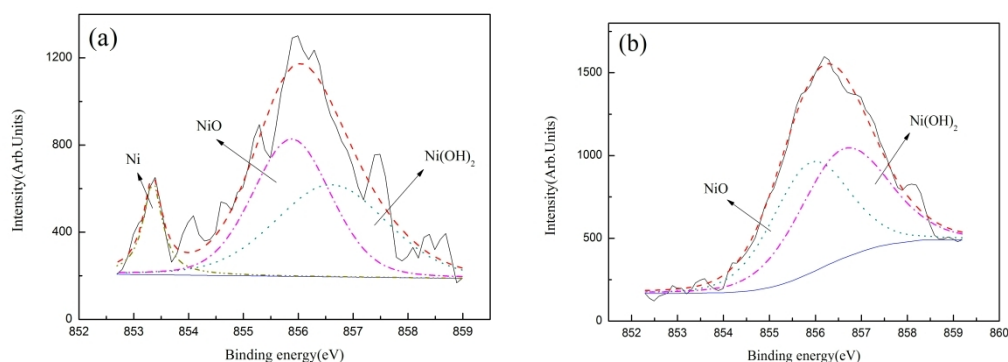 (a)
1300
900
400
0
Intensity(Arb.Units)
Ni
NiO
Ni(OH)2
852 853 854 855 856 857 858 859
Binding energy(eV)
(b)
1500
1000
500
0
Intensity(Arb.Units)
NiO
Ni(OH)2
852 853 854 855 856 857 858 859 860
Binding energy(eV)